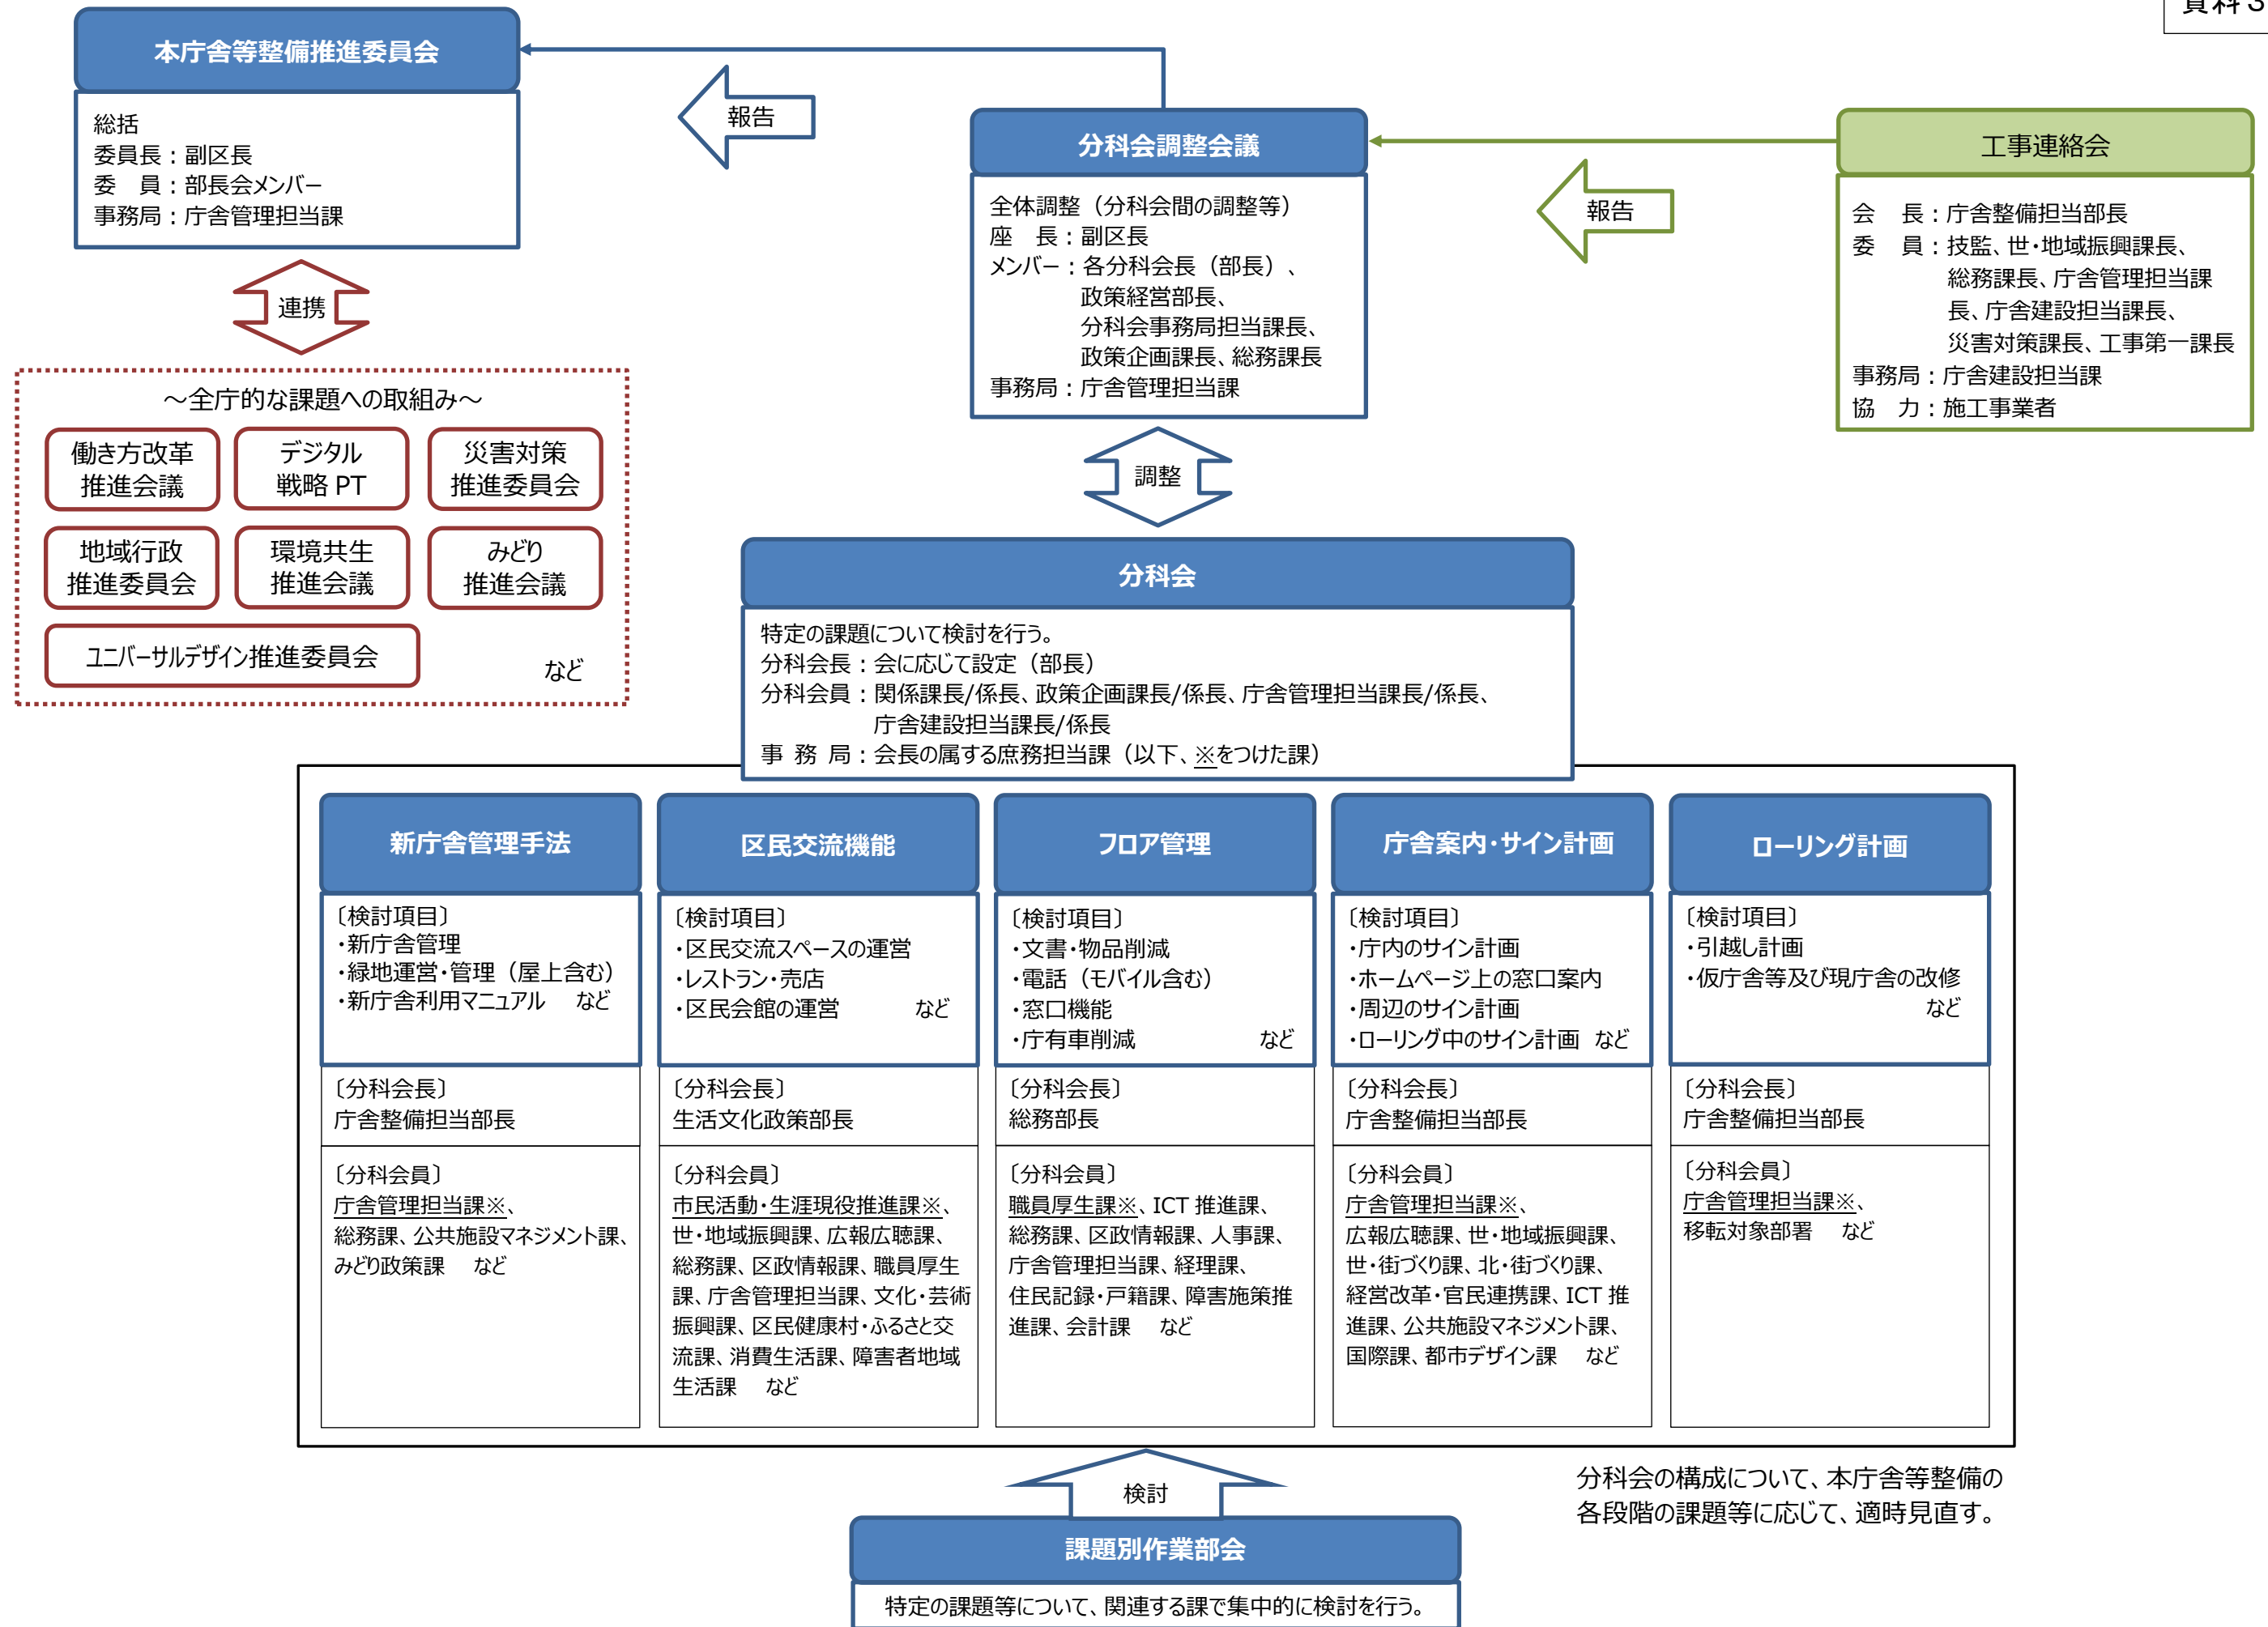 資料3
本庁舎等整備推進委員会
総括
委員長：副区長
委　員：部長会メンバー
事務局：庁舎管理担当課
報告
分科会調整会議
全体調整（分科会間の調整等）
座　長：副区長
メンバー：各分科会長（部長）、
政策経営部長、
分科会事務局担当課長、
政策企画課長、総務課長
事務局：庁舎管理担当課
報告
工事連絡会
会　長：庁舎整備担当部長
委　員：技監、世・地域振興課長、
総務課長、庁舎管理担当課
長、庁舎建設担当課長、
災害対策課長、工事第一課長
事務局：庁舎建設担当課
協　力：施工事業者
連携
～全庁的な課題への取組み～
働き方改革
推進会議
デジタル
戦略 PT
災害対策
推進委員会
地域行政
推進委員会
環境共生
推進会議
みどり
推進会議
ユニバーサルデザイン推進委員会
など
調整
分科会
特定の課題について検討を行う。
分科会長：会に応じて設定（部長）
分科会員：関係課長/係長、政策企画課長/係長、庁舎管理担当課長/係長、
庁舎建設担当課長/係長
事 務 局：会長の属する庶務担当課（以下、※をつけた課）
新庁舎管理手法
〔検討項目〕
・新庁舎管理
・緑地運営・管理（屋上含む）
・新庁舎利用マニュアル　など
〔分科会長〕
庁舎整備担当部長
〔分科会員〕
庁舎管理担当課※、
総務課、公共施設マネジメント課、
みどり政策課　など
区民交流機能
〔検討項目〕
・区民交流スペースの運営
・レストラン・売店
・区民会館の運営　　　など
〔分科会長〕
生活文化政策部長
〔分科会員〕
市民活動・生涯現役推進課※、
世・地域振興課、広報広聴課、
総務課、区政情報課、職員厚生
課、庁舎管理担当課、文化・芸術
振興課、区民健康村・ふるさと交
流課、消費生活課、障害者地域
生活課　など
フロア管理
〔検討項目〕
・文書・物品削減
・電話（モバイル含む）
・窓口機能
・庁有車削減　　　　　など
〔分科会長〕
総務部長
〔分科会員〕
職員厚生課※、ICT 推進課、
総務課、区政情報課、人事課、
庁舎管理担当課、経理課、
住民記録・戸籍課、障害施策推
進課、会計課　など
庁舎案内・サイン計画
〔検討項目〕
・庁内のサイン計画
・ホームページ上の窓口案内
・周辺のサイン計画
・ローリング中のサイン計画　など
〔分科会長〕
庁舎整備担当部長
〔分科会員〕
庁舎管理担当課※、
広報広聴課、世・地域振興課、
世・街づくり課、北・街づくり課、
経営改革・官民連携課、ICT 推
進課、公共施設マネジメント課、
国際課、都市デザイン課　など
ローリング計画
〔検討項目〕
・引越し計画
・仮庁舎等及び現庁舎の改修
など
〔分科会長〕
庁舎整備担当部長
〔分科会員〕
庁舎管理担当課※、
移転対象部署　など
検討
分科会の構成について、本庁舎等整備の
各段階の課題等に応じて、適時見直す。
課題別作業部会
特定の課題等について、関連する課で集中的に検討を行う。